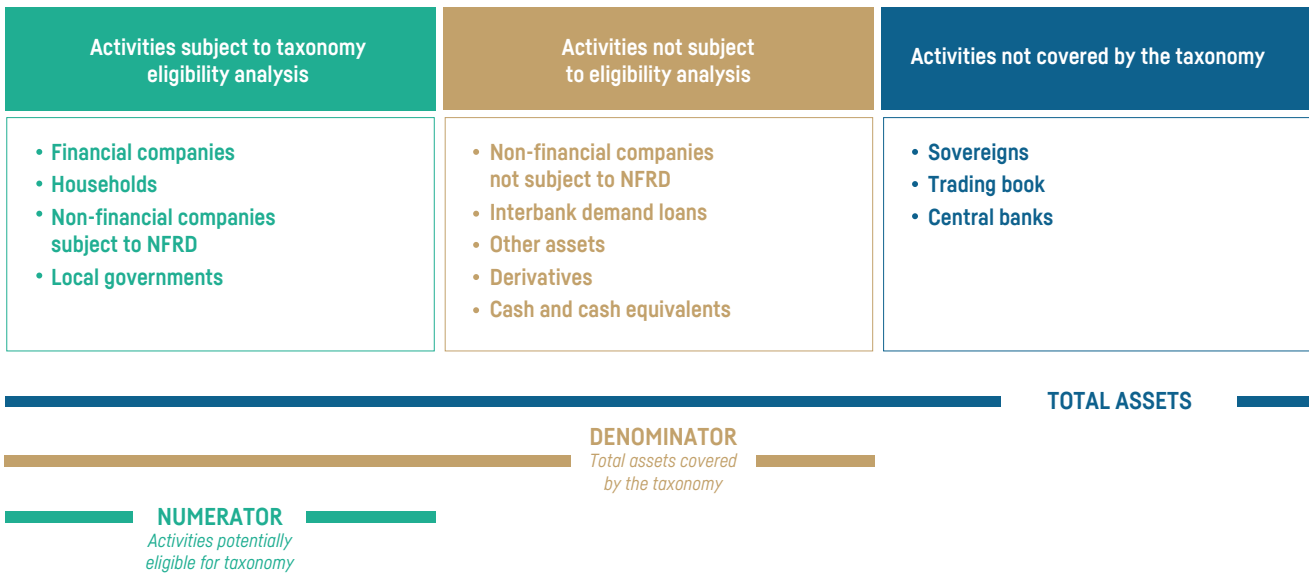 Activities subject to taxonomy
eligibility analysis
Activities not subject
to eligibility analysis
Activities not covered by the taxonomy
• Financial companies
• Households
• Non-financial companies
subject to NFRD
• Local governments
• Non-financial companies
not subject to NFRD
• Interbank demand loans
• Other assets
• Derivatives
• Cash and cash equivalents
• Sovereigns
• Trading book
• Central banks
TOTAL ASSETS
DENOMINATOR
Total assets covered
by the taxonomy
NUMERATOR
Activities potentially
eligible for taxonomy